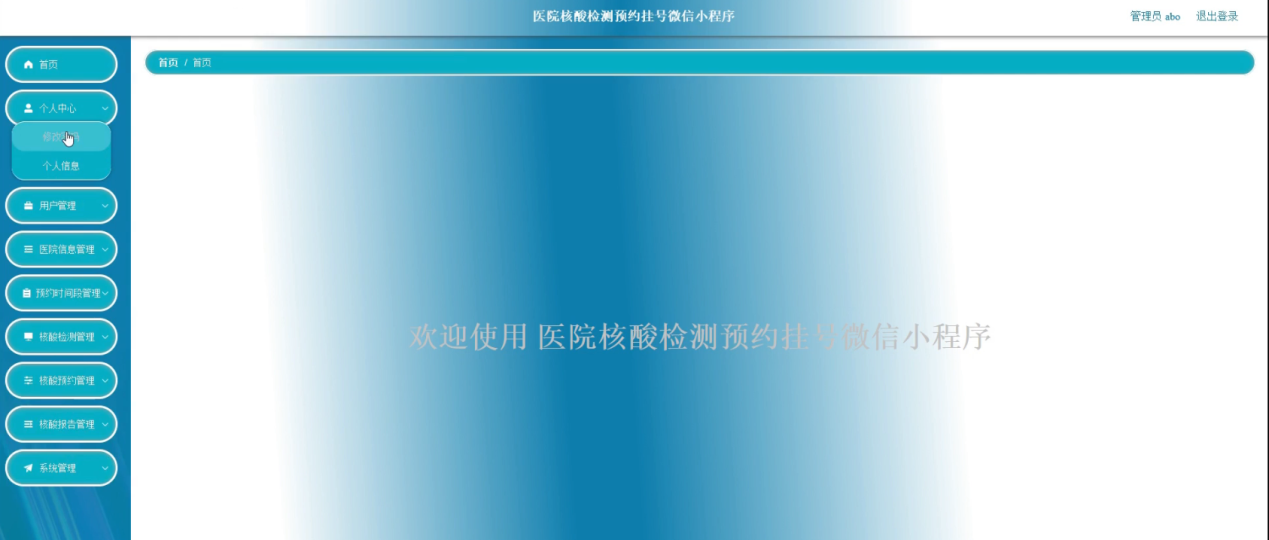 医院核酸检测预约挂号微信小程序
管理员 abo 退出登录
首页
首页 / 首页
个人中心
个人信息
用户管理
医院信息管理
预约时间段管理
欢迎使用 医院核酸检测预约挂号微信小程序
核酸检测管理
核酸预约管理
核酸报告管理
系统管理